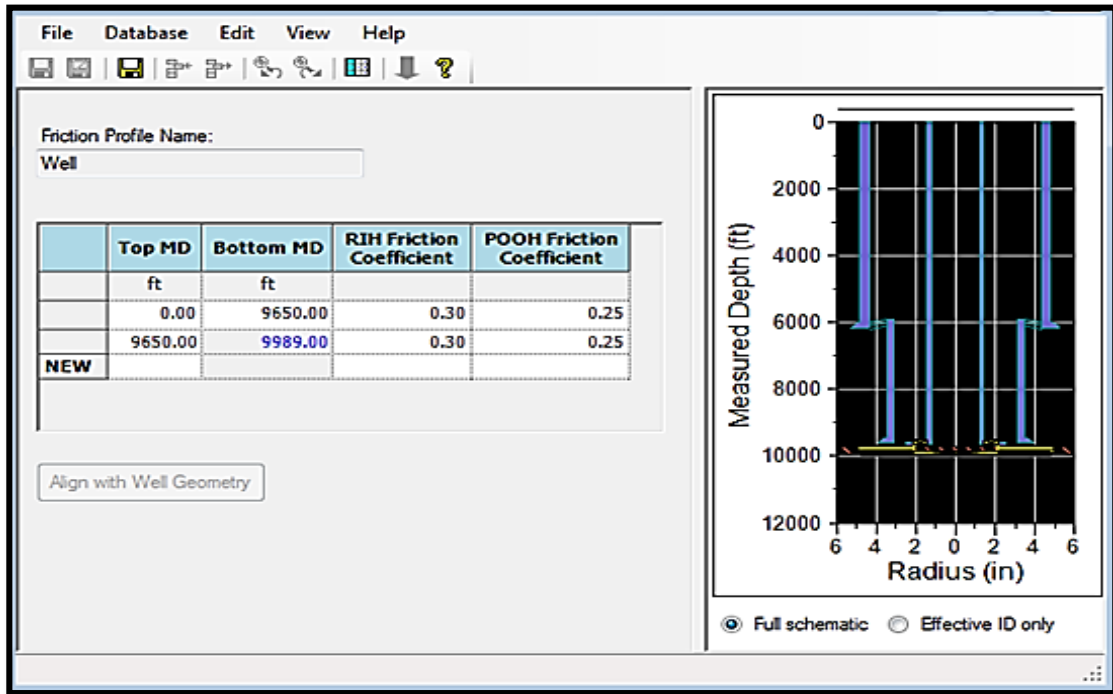 File Database Edit View Help
Friction Profile Name:
Well
Top MD Bottom MD RIH Friction Coefficient POOH Friction Coefficient
ft ft
0.00 9650.00 0.30 0.25
9650.00 9989.00 0.30 0.25
NEW
Align with Well Geometry
Measured Depth (ft)
0
2000
4000
6000
8000
10000
12000
6 4 2 0 2 4 6
Radius (in)
Full schematic Effective ID only